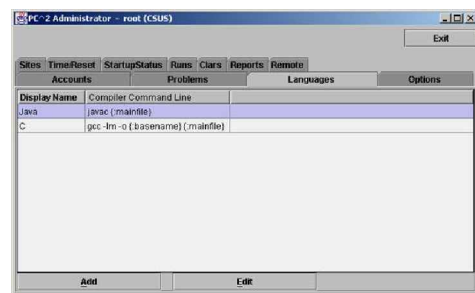 PC^2 Administrator - root (CSUS)
Exit
Sites Time/Reset StartupStatus Runs Clars Reports Remote
Accounts Problems Languages Options
Display Name Compiler Command Line
Java javac {:mainfile}
C gcc -lm -o {:basename} {:mainfile}
Add Edit